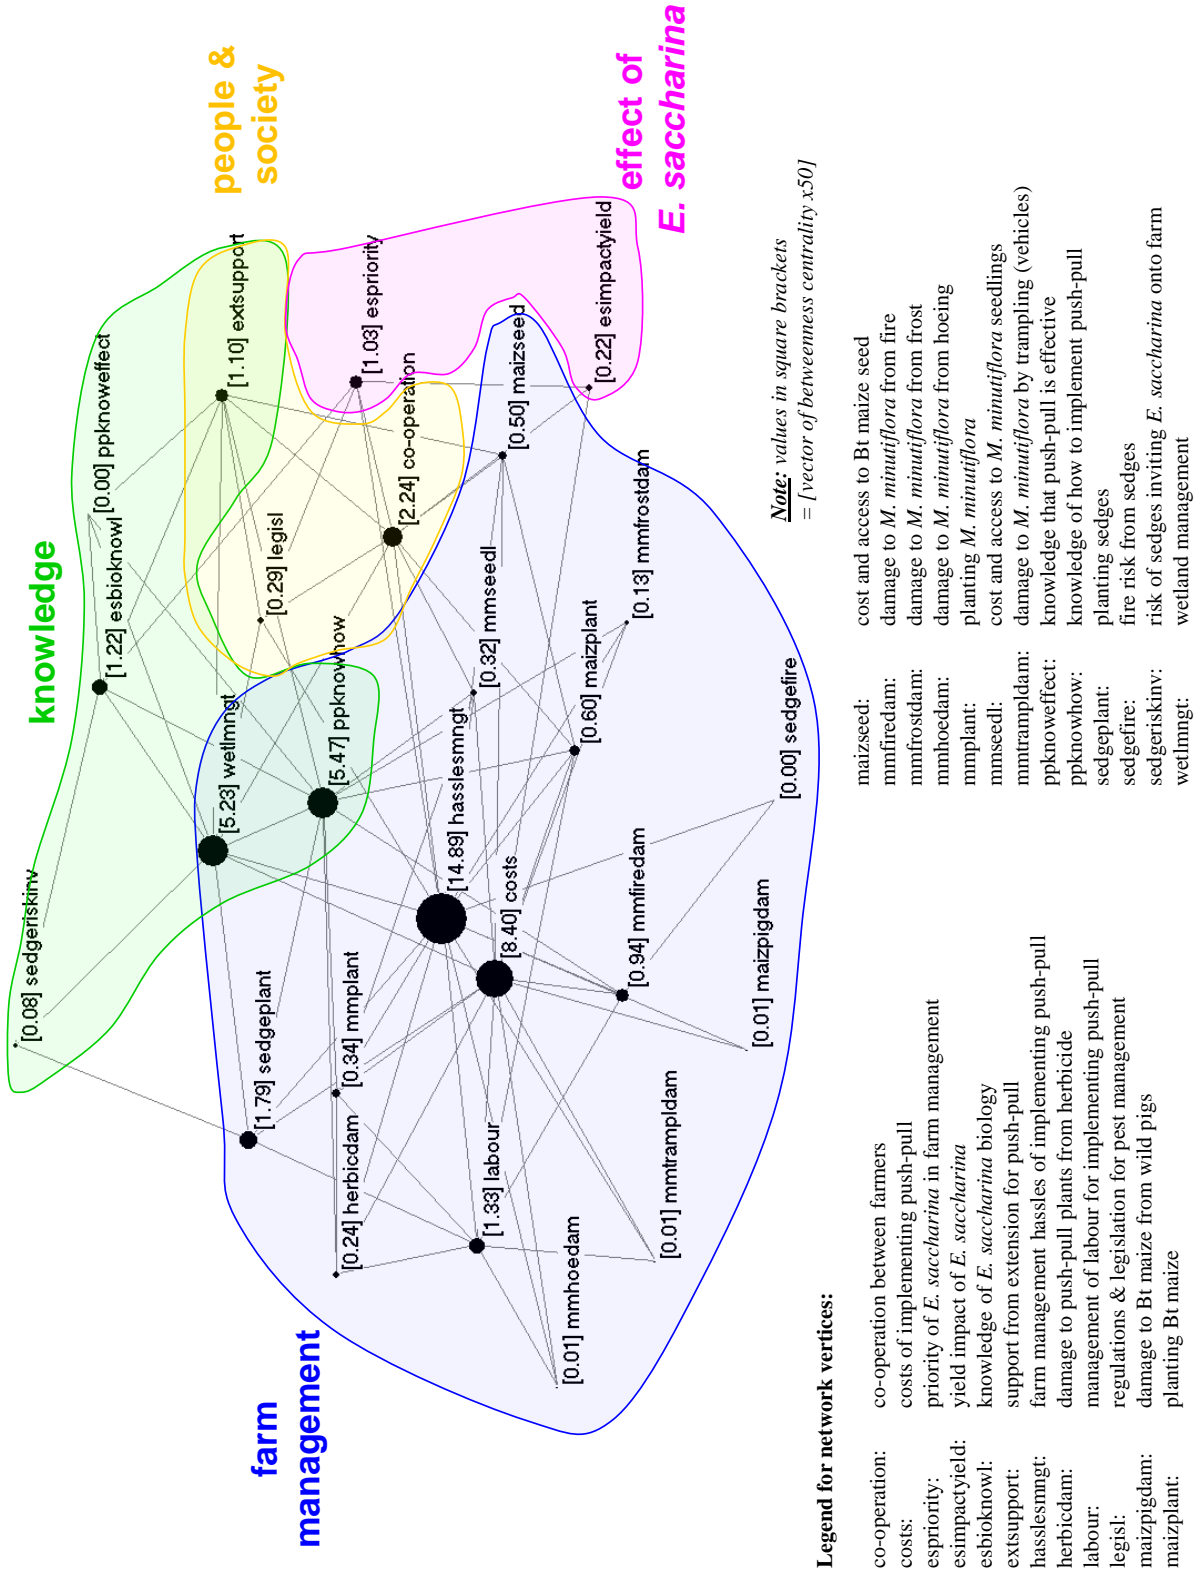 [0.08] sedgeriskinv
knowledge
[0.00] ppknoweffect
[1.22] esbioknowl
people &
society
[5.23] wetlmngt
[1.10] extsupport
[1.79] sedgeplant
[0.29] legisl
farm
management
[5.47] ppknowhow
[0.24] herbicdam
[0.34] mmplant
[1.03] espriority
[2.24] co-operation
[14.89] hasslesmngt
[0.32] mmseedl
[1.33] labour
[8.40] costs
[0.50] maizseed
[0.01] mmhoedam
[0.60] maizplant
[0.22] esimpactyield
effect of
E. saccharina
[0.94] mmfiredam
[0.13] mmfrostdam
[0.01] mmtrampldam
[0.01] maizpigdam
[0.00] sedgefire
Note: values in square brackets
= [vector of betweenness centrality x50]
Legend for network vertices:
co-operation: co-operation between farmers
costs: costs of implementing push-pull
espriority: priority of E. saccharina in farm management
esimpactyield: yield impact of E. saccharina
esbioknowl: knowledge of E. saccharina biology
extsupport: support from extension for push-pull
hasslesmngt: farm management hassles of implementing push-pull
herbicdam: damage to push-pull plants from herbicide
labour: management of labour for implementing push-pull
legisl: regulations & legislation for pest management
maizpigdam: damage to Bt maize from wild pigs
maizplant: planting Bt maize
maizseed: cost and access to Bt maize seed
mmfiredam: damage to M. minutiflora from fire
mmfrostdam: damage to M. minutiflora from frost
mmhoedam: damage to M. minutiflora from hoeing
mmplant: planting M. minutiflora
mmseedl: cost and access to M. minutiflora seedlings
mmtrampldam: damage to M. minutiflora by trampling (vehicles)
ppknoweffect: knowledge that push-pull is effective
ppknowhow: knowledge of how to implement push-pull
sedgeplant: planting sedges
sedgefire: fire risk from sedges
sedgeriskinv: risk of sedges inviting E. saccharina onto farm
wetlmngt: wetland management